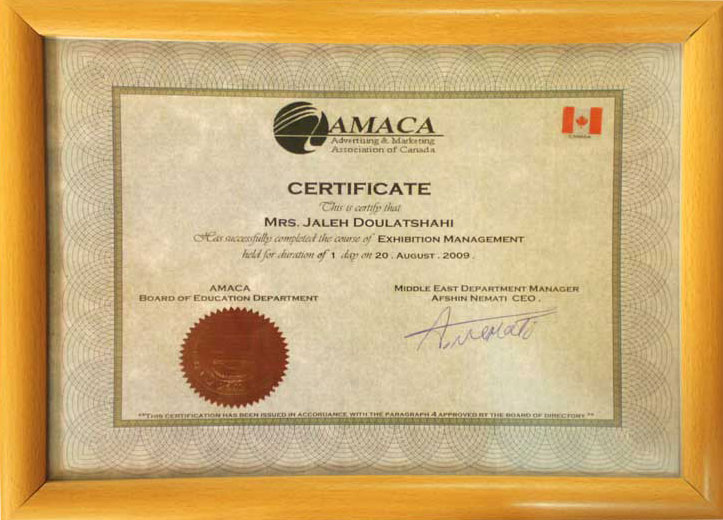 AMACA
Advertising & Marketing
Association of Canada
CANADA
CERTIFICATE
This is certify that
MRS. JALEH DOULATSHAHI
Has successfully completed the course of EXHIBITION MANAGEMENT
held for duration of 1 day on 20 . AUGUST . 2009 .
AMACA
BOARD OF EDUCATION DEPARTMENT
MIDDLE EAST DEPARTMENT MANAGER
AFSHIN NEMATI CEO .
A.Nemati
**THIS CERTIFICATION HAS BEEN ISSUED IN ACCORDANCE WITH THE PARAGRAPH 4 APPROVED BY THE BOARD OF DIRECTORY **